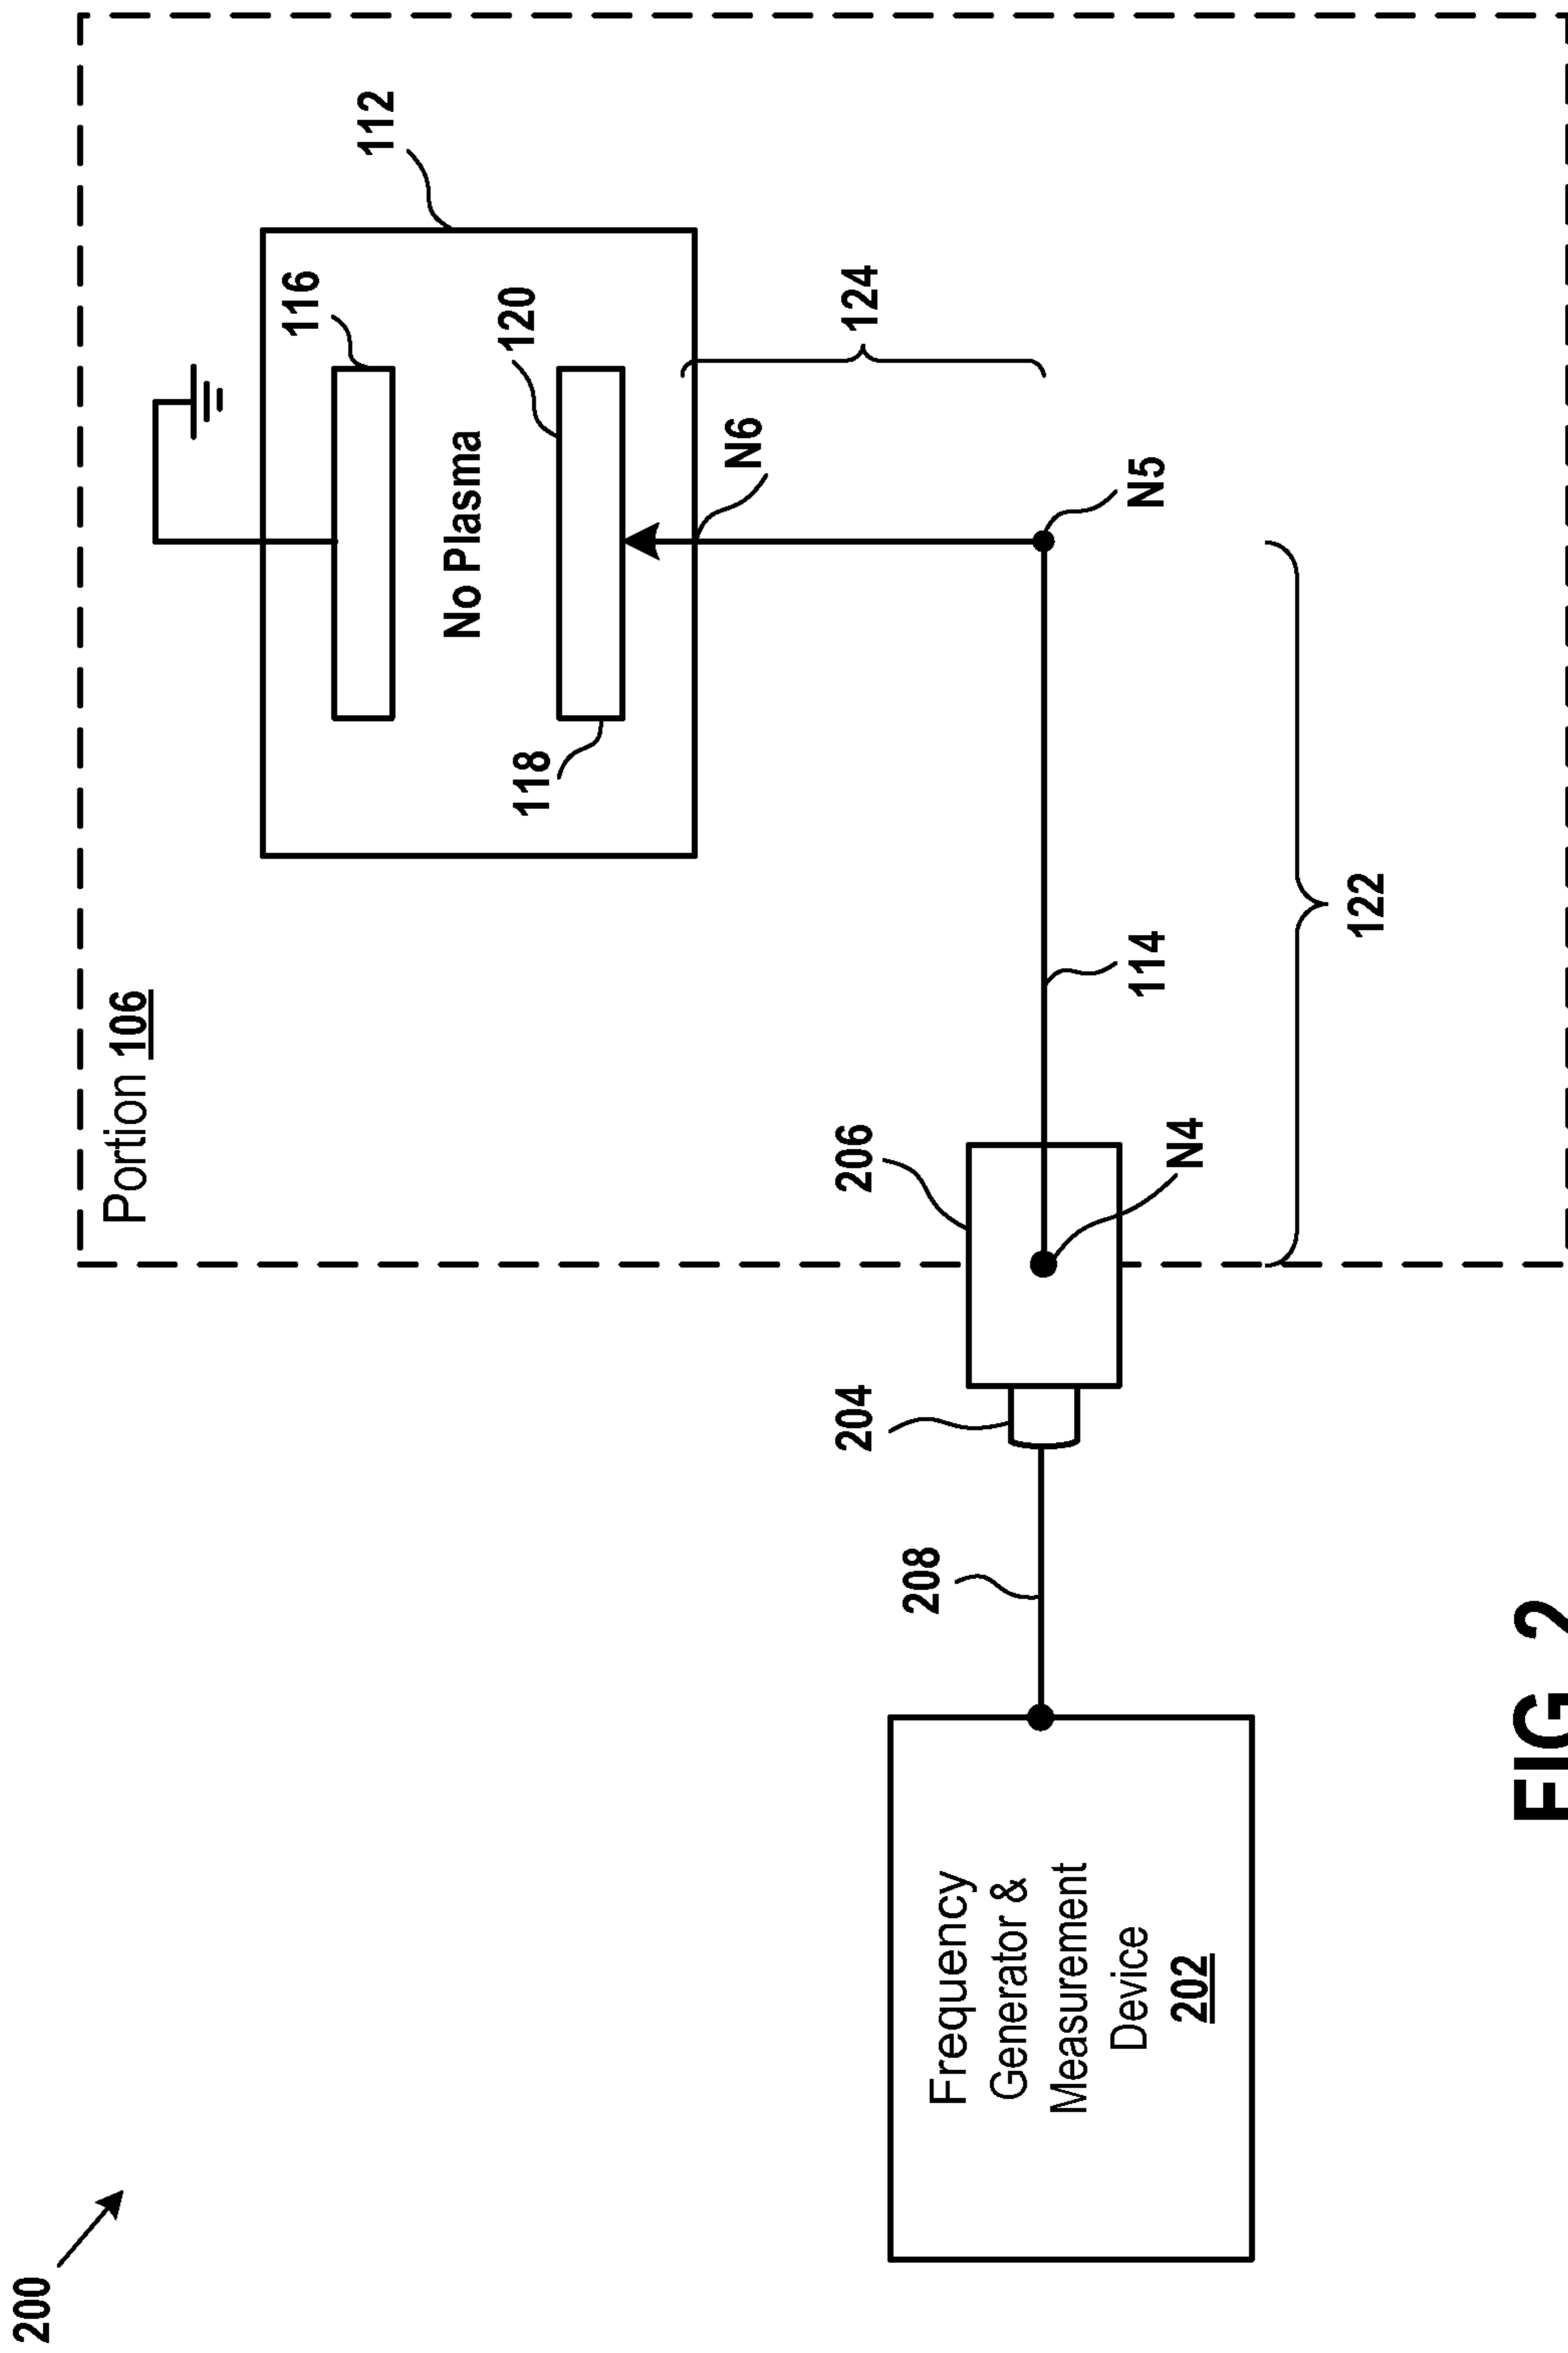 200
Portion 106
112
116
No Plasma
120
118
124
N6
N5
206
204
114
N4
208
122
Frequency
Generator &
Measurement
Device
202
FIG 2